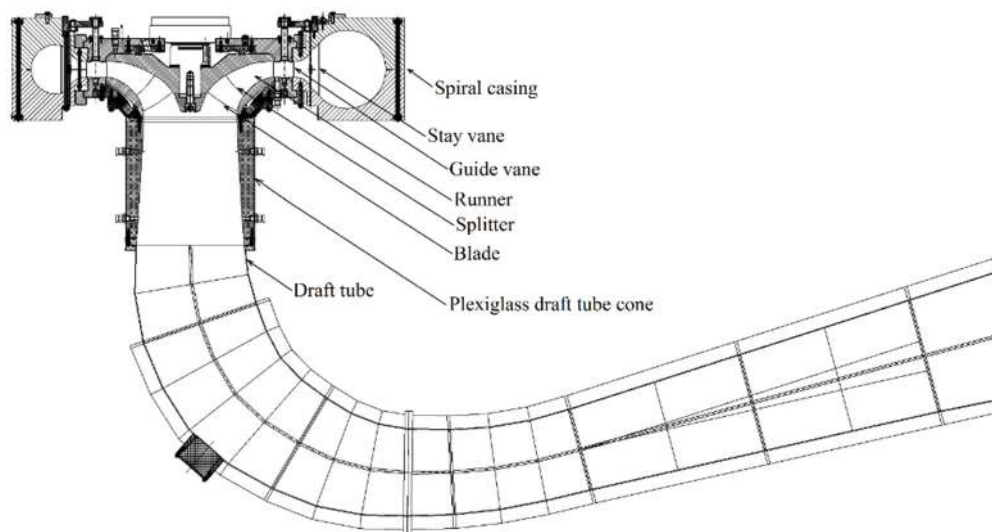 Spiral casing
Stay vane
Guide vane
Runner
Splitter
Blade
Draft tube
Plexiglass draft tube cone